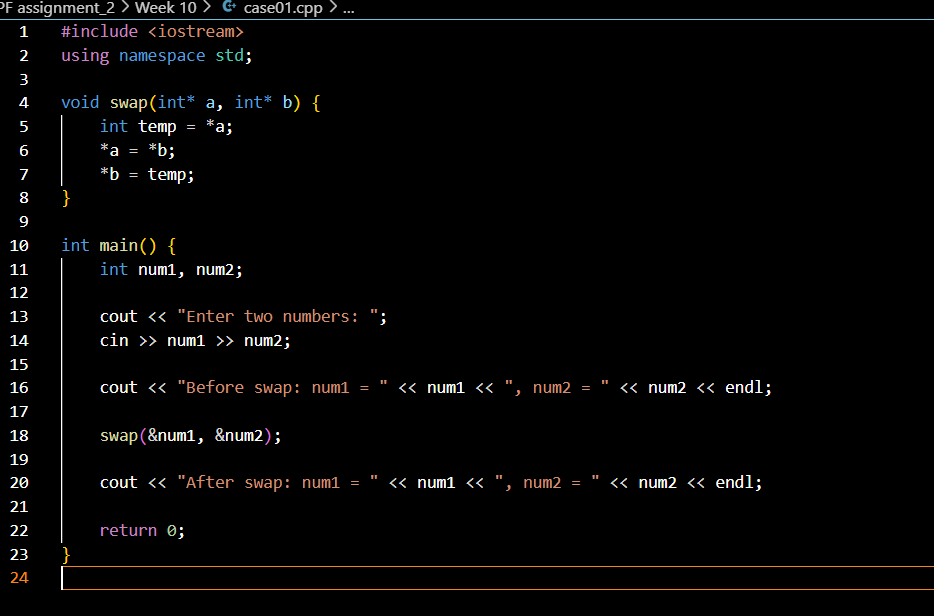 PF assignment_2 > Week 10 > case01.cpp > ...
1 #include <iostream>
2 using namespace std;
3
4 void swap(int* a, int* b) {
5     int temp = *a;
6     *a = *b;
7     *b = temp;
8 }
9
10 int main() {
11     int num1, num2;
12
13     cout << "Enter two numbers: ";
14     cin >> num1 >> num2;
15
16     cout << "Before swap: num1 = " << num1 << ", num2 = " << num2 << endl;
17
18     swap(&num1, &num2);
19
20     cout << "After swap: num1 = " << num1 << ", num2 = " << num2 << endl;
21
22     return 0;
23 }
24